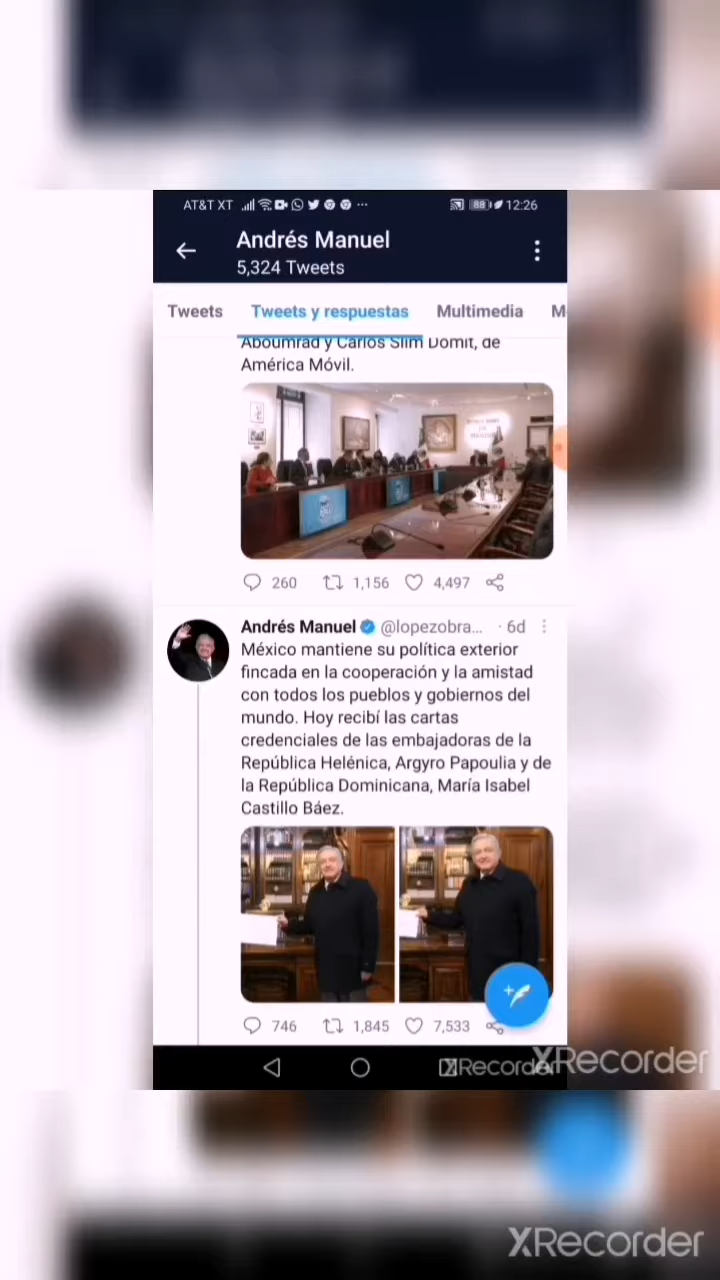 AT&T XT
88
12:26
Andrés Manuel
5,324 Tweets
Tweets
Tweets y respuestas
Multimedia
M
Aboumrad y Carlos Slim Domit, de
América Móvil.
260
1,156
4,497
Andrés Manuel @lopezobra... · 6d
México mantiene su política exterior
fincada en la cooperación y la amistad
con todos los pueblos y gobiernos del
mundo. Hoy recibí las cartas
credenciales de las embajadoras de la
República Helénica, Argyro Papoulia y de
la República Dominicana, María Isabel
Castillo Báez.
746
1,845
7,533
XRecorder
XRecorder
XRecorder